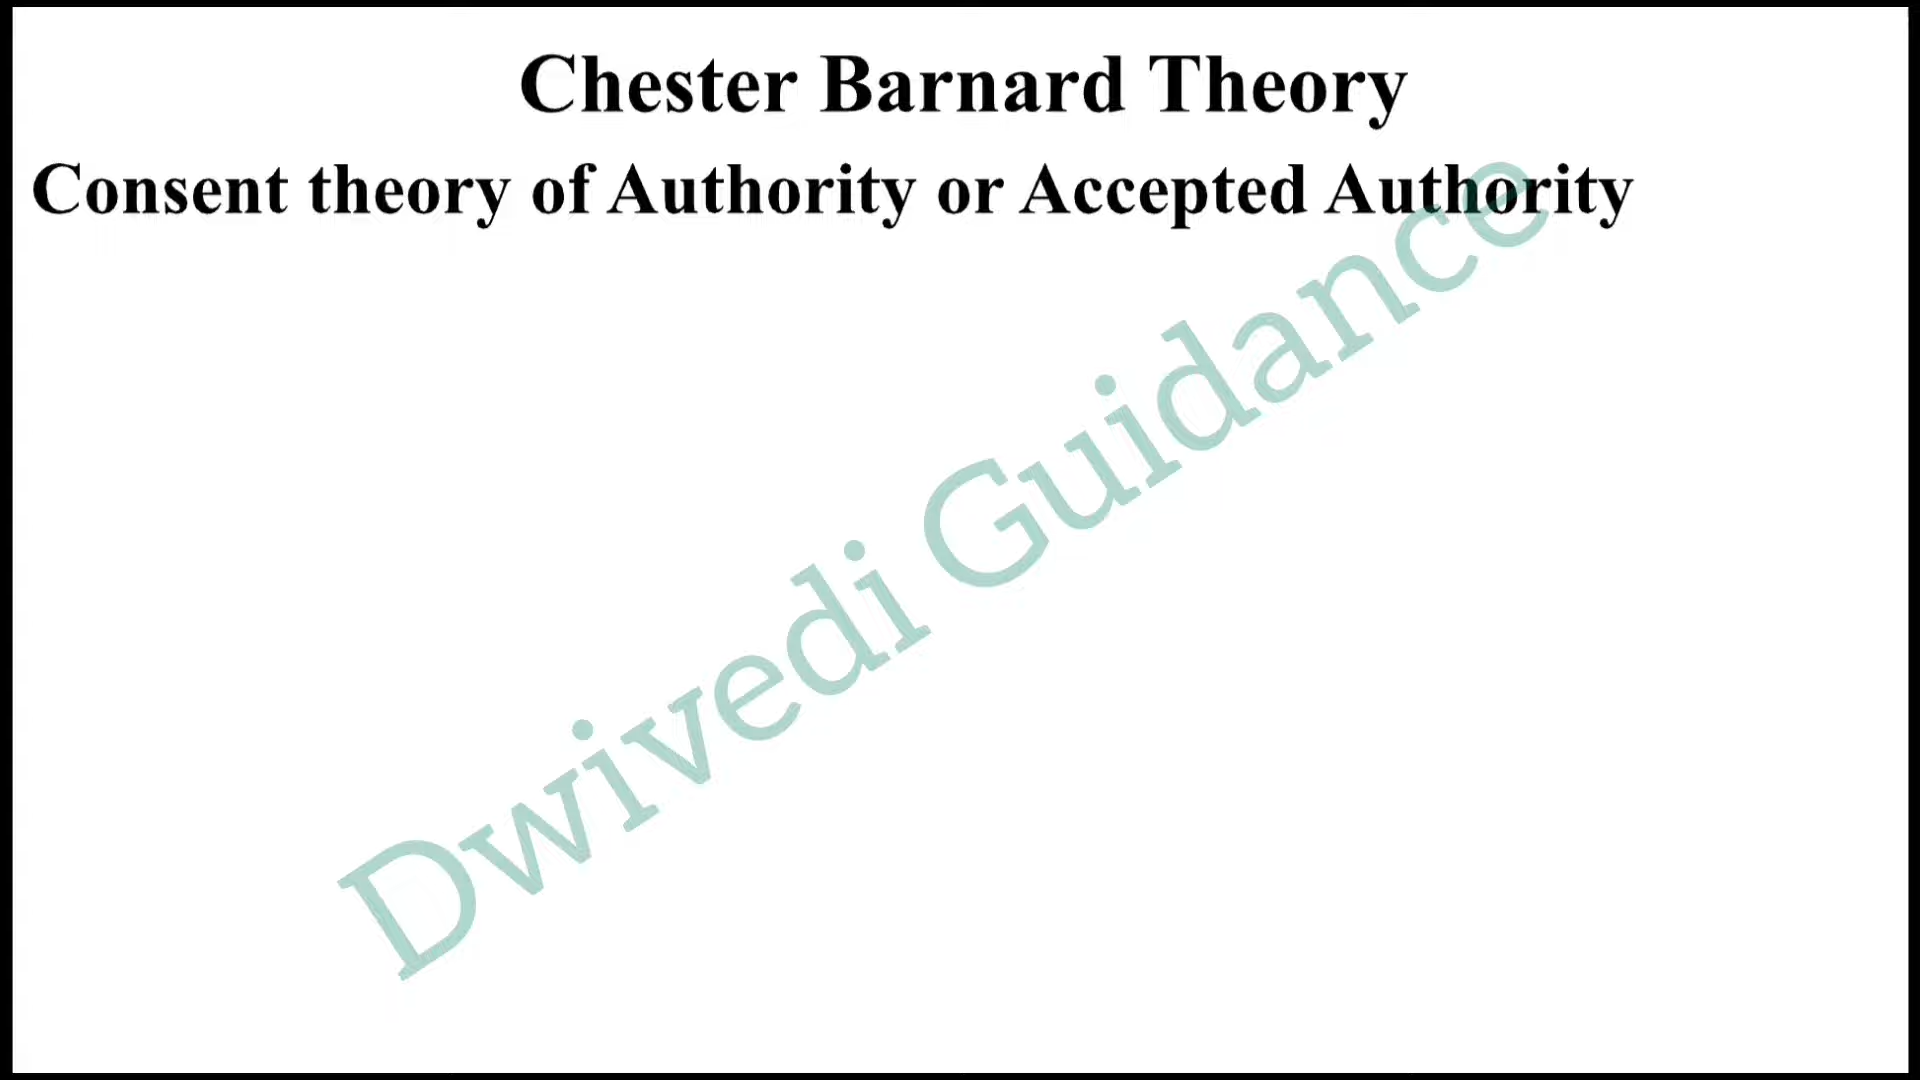 Chester Barnard Theory
Consent theory of Authority or Accepted Authority
Dwivedi Guidance